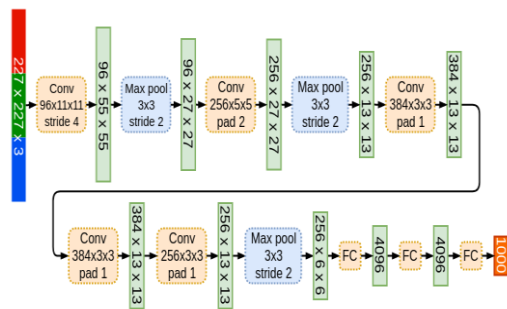 227 x 227 x 3
Conv
96x11x11
stride 4
96 x 55 x 55
Max pool
3x3
stride 2
96 x 27 x 27
Conv
256x5x5
pad 2
256 x 27 x 27
Max pool
3x3
stride 2
256 x 13 x 13
Conv
384x3x3
pad 1
384 x 13 x 13
Conv
384x3x3
pad 1
384 x 13 x 13
Conv
256x3x3
pad 1
256 x 13 x 13
Max pool
3x3
stride 2
256 x 6 x 6
FC
4096
FC
4096
FC
1000